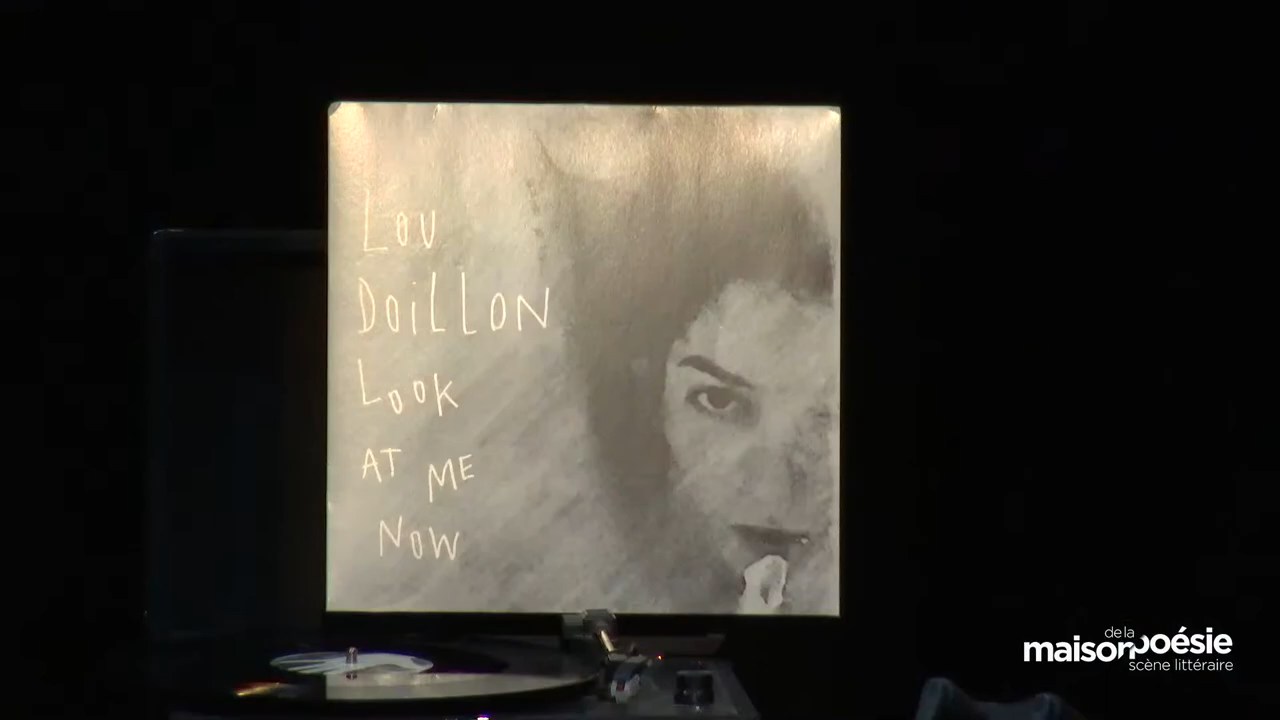 LOU
DOiLLON
LOOK
AT ME
NOW
de la
maison poésie
scène littéraire